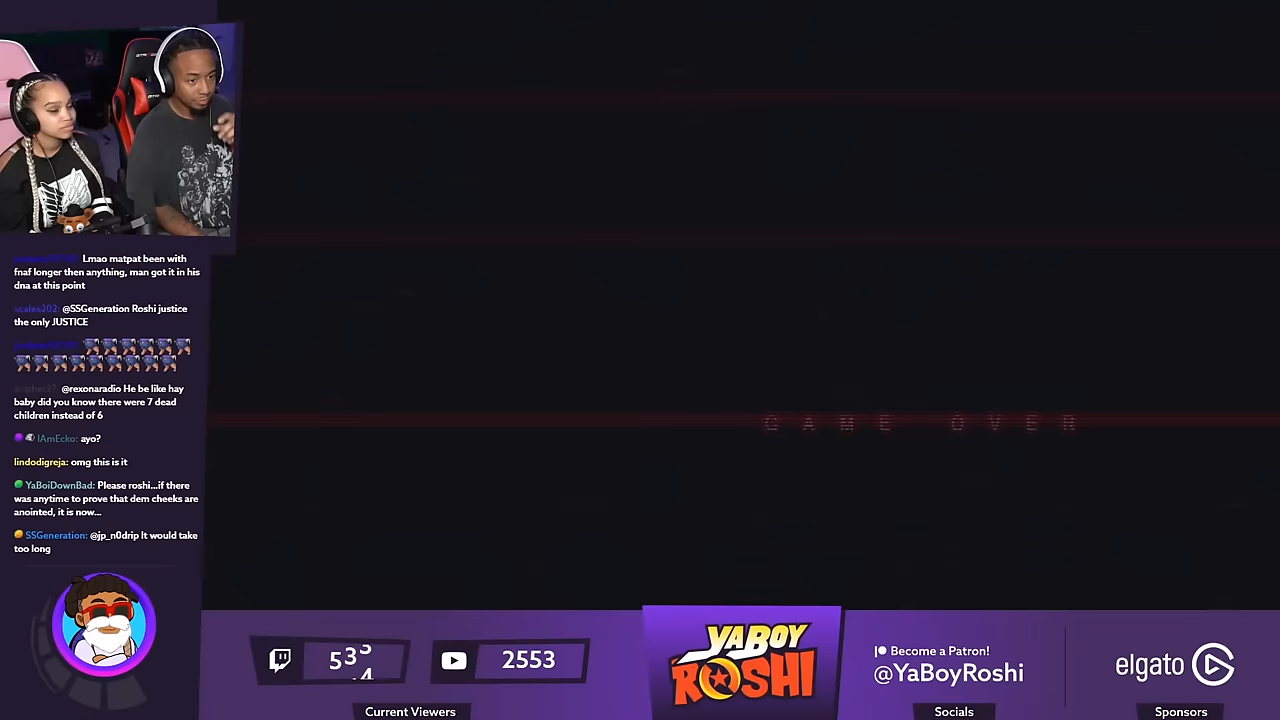 Lmao matpat been with
fnaf longer then anything, man got it in his
dna at this point
scales202: @SSGeneration Roshi justice
the only JUSTICE
@rexonaradio He be like hay
baby did you know there were 7 dead
children instead of 6
IAmEcko: ayo?
lindodigreja: omg this is it
YaBoiDownBad: Please roshi...if there
was anytime to prove that dem cheeks are
anointed, it is now...
SSGeneration: @jp_n0drip It would take
too long
GAME OVER
2553
Current Viewers
YABOY
ROSHI
Become a Patron!
@YaBoyRoshi
Socials
elgato
Sponsors